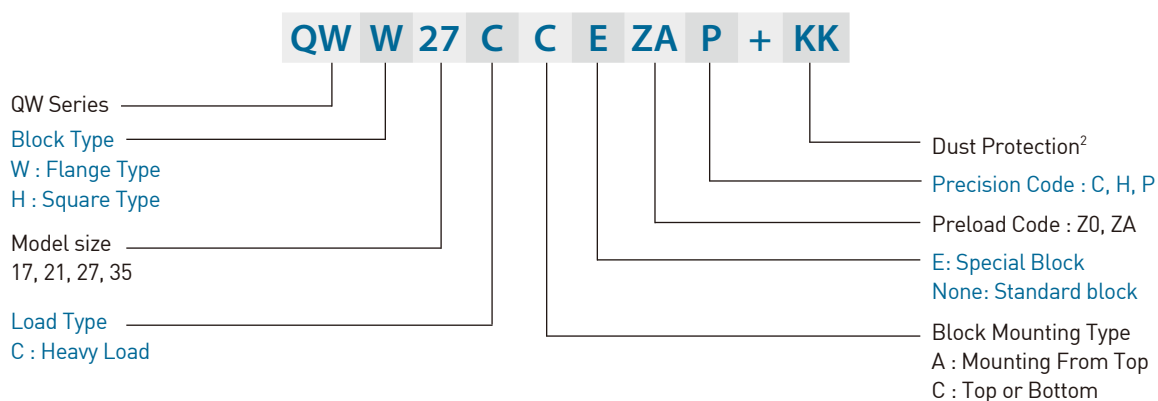 QW W 27 C C E ZA P + KK
QW Series
Block Type
W : Flange Type
H : Square Type
Model size
17, 21, 27, 35
Load Type
C : Heavy Load
Dust Protection²
Precision Code : C, H, P
Preload Code : Z0, ZA
E: Special Block
None: Standard block
Block Mounting Type
A : Mounting From Top
C : Top or Bottom